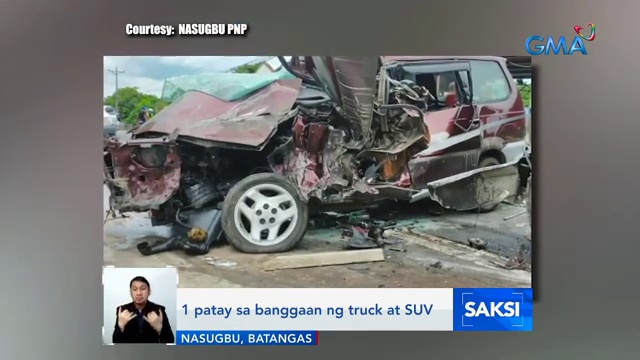 Courtesy: NASUGBU PNP
GMA
1 patay sa banggaan ng truck at SUV
SAKSI
NASUGBU, BATANGAS